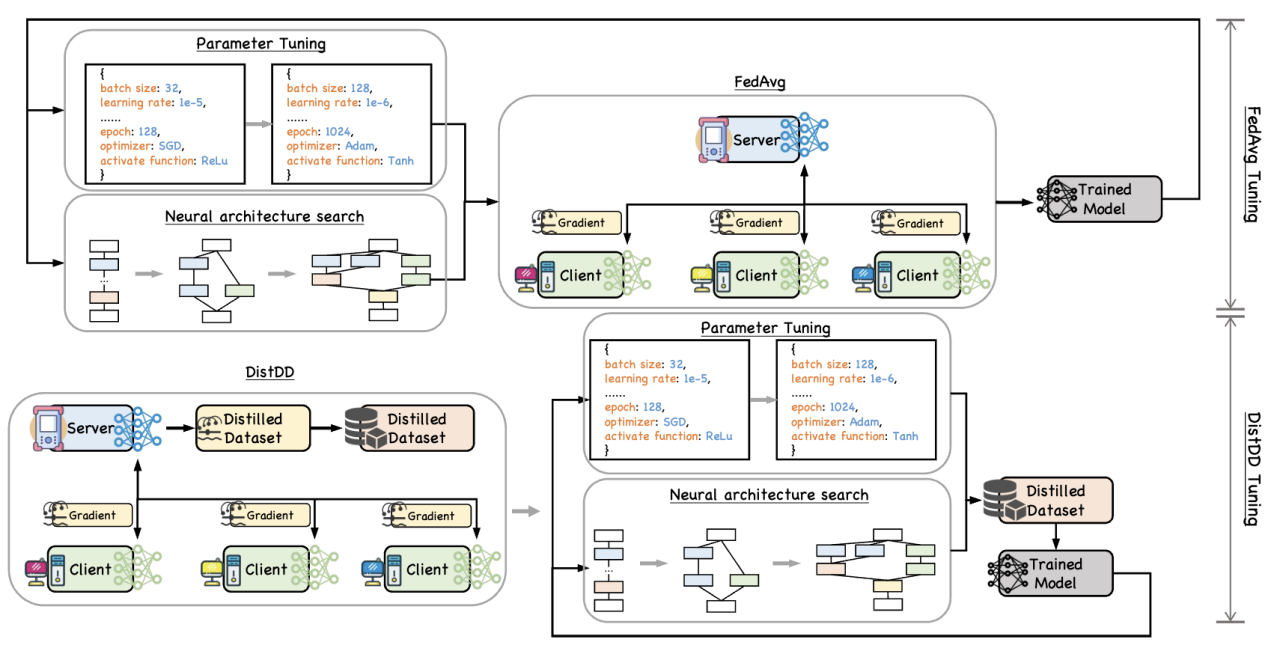 Parameter Tuning
{
batch size: 32,
learning rate: 1e-5,
......
epoch: 128,
optimizer: SGD,
activate function: ReLu
}
{
batch size: 128,
learning rate: 1e-6,
......
epoch: 1024,
optimizer: Adam,
activate function: Tanh
}
Neural architecture search
...
FedAvg
Server
Gradient
Gradient
Gradient
Client
Client
Client
Trained
Model
FedAvg Tuning
DistDD
Server
Distilled
Dataset
Distilled
Dataset
Gradient
Gradient
Gradient
Client
Client
Client
Parameter Tuning
{
batch size: 32,
learning rate: 1e-5,
......
epoch: 128,
optimizer: SGD,
activate function: ReLu
}
{
batch size: 128,
learning rate: 1e-6,
......
epoch: 1024,
optimizer: Adam,
activate function: Tanh
}
Neural architecture search
...
Distilled
Dataset
Trained
Model
DistDD Tuning